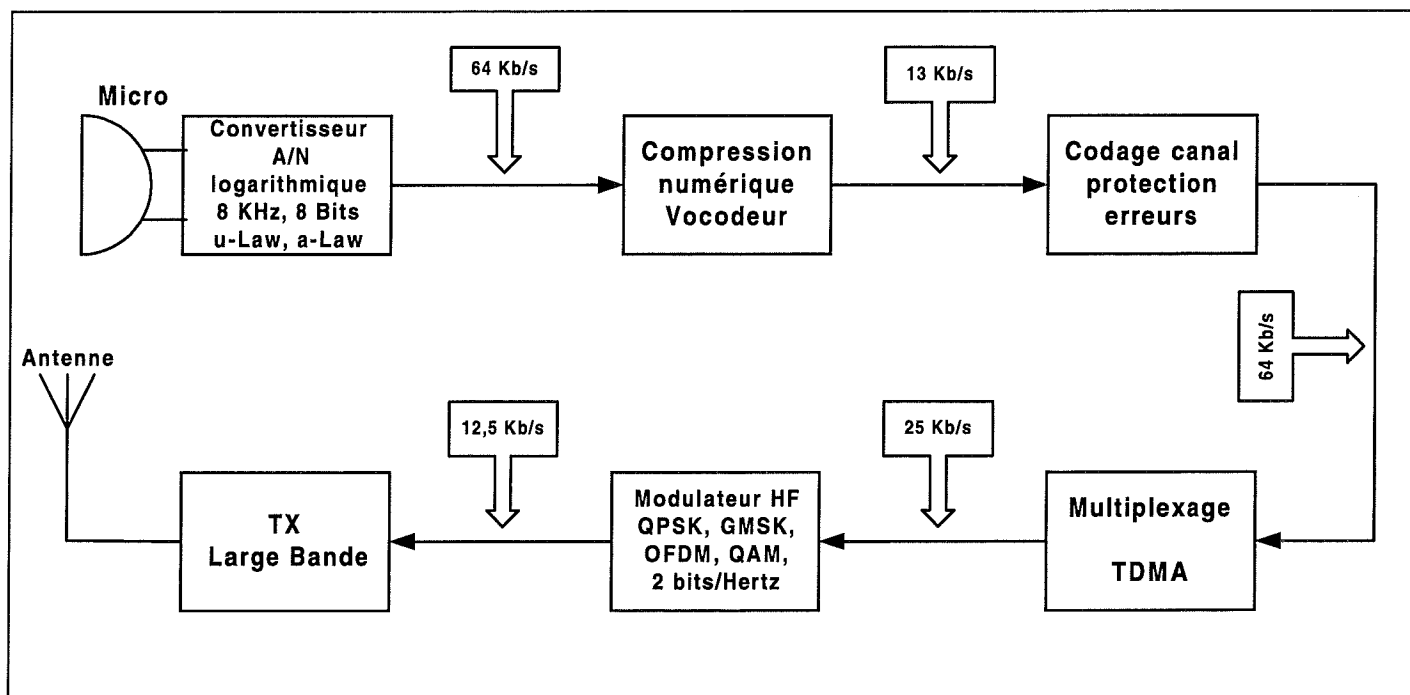 64 Kb/s
13 Kb/s
Micro
Convertisseur
A/N
logarithmique
8 KHz, 8 Bits
u-Law, a-Law
Compression
numérique
Vocodeur
Codage canal
protection
erreurs
64 Kb/s
Antenne
12,5 Kb/s
25 Kb/s
TX
Large Bande
Modulateur HF
QPSK, GMSK,
OFDM, QAM,
2 bits/Hertz
Multiplexage
TDMA